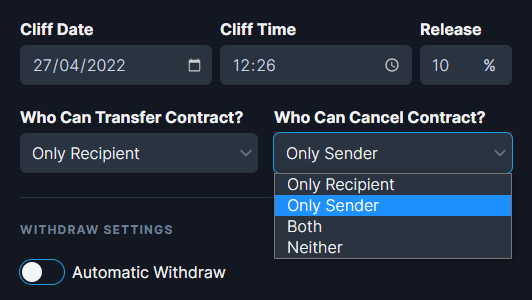 Cliff Date Cliff Time Release
27/04/2022 12:26 10 %
Who Can Transfer Contract? Who Can Cancel Contract?
Only Recipient Only Sender
Only Recipient
Only Sender
Both
Neither
WITHDRAW SETTINGS
Automatic Withdraw